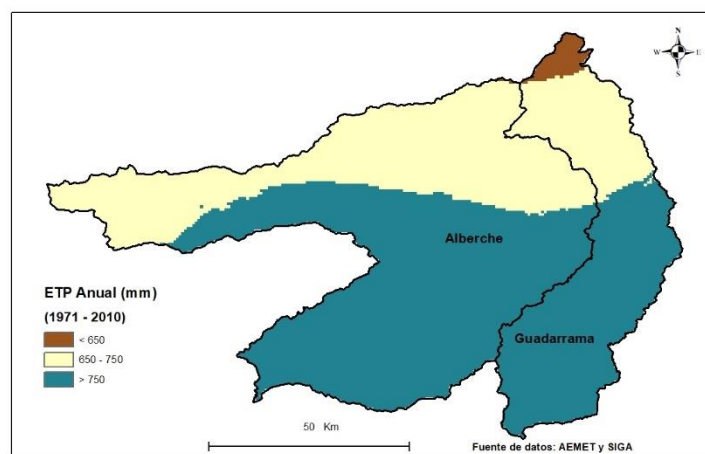 N
W E
S
Alberche
Guadarrama
ETP Anual (mm)
(1971 - 2010)
< 650
650 - 750
> 750
50 Km
Fuente de datos: AEMET y SIGA